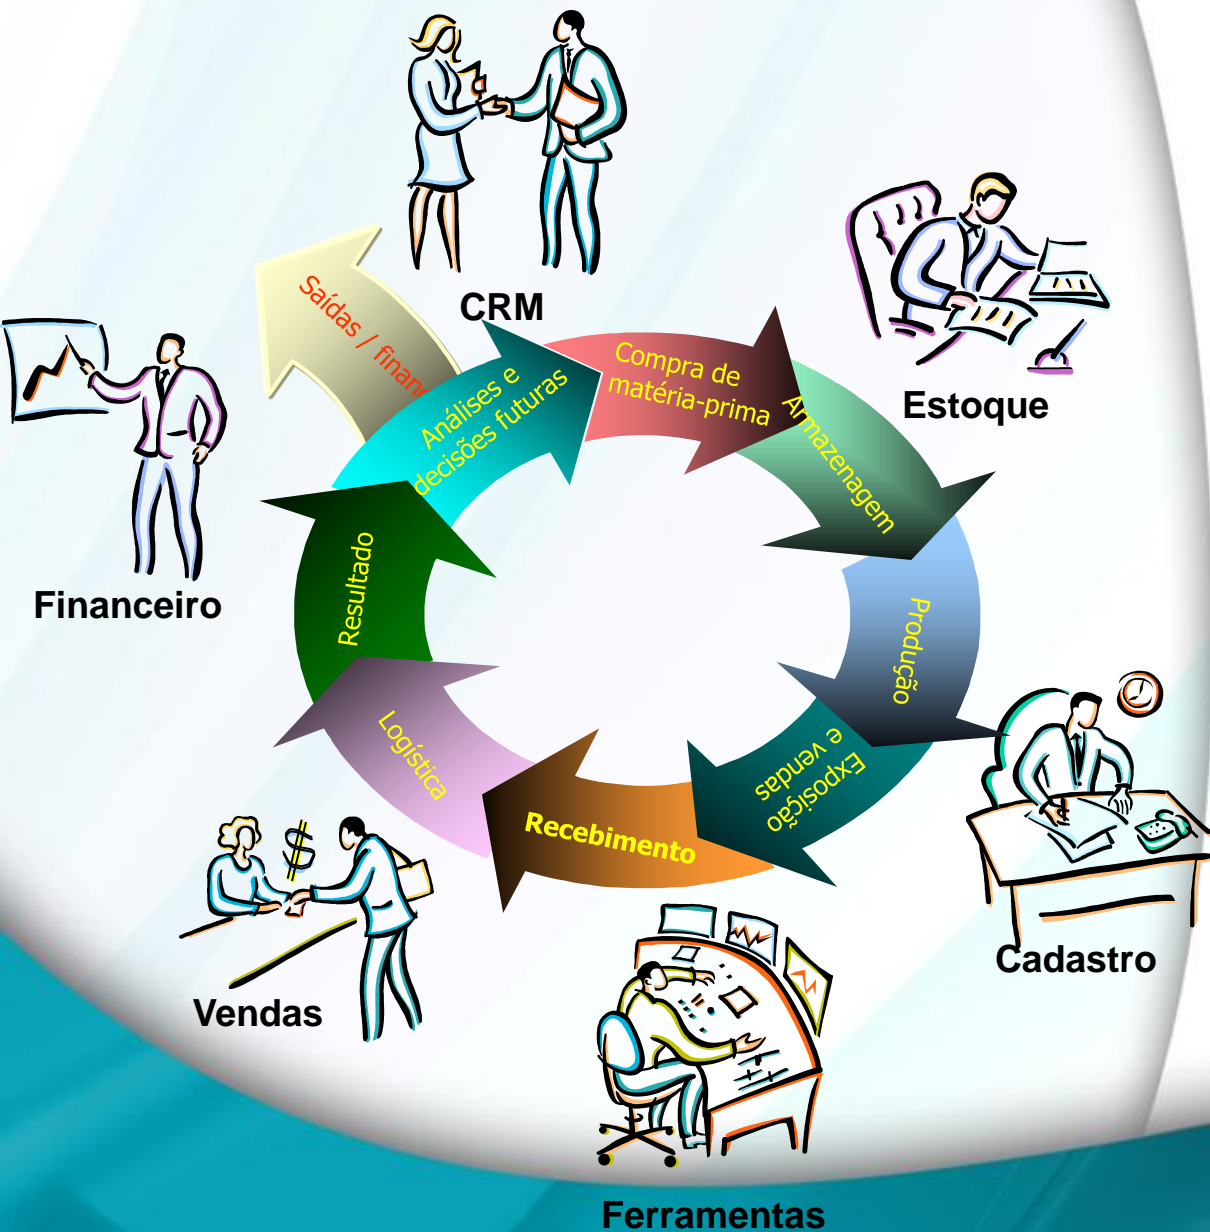 CRM
Saídas / financ
Análises e
decisões futuras
Compra de
matéria-prima
Armazenagem
Estoque
Produção
Exposição
e vendas
Cadastro
Recebimento
Ferramentas
Logística
Vendas
$
Resultado
Financeiro